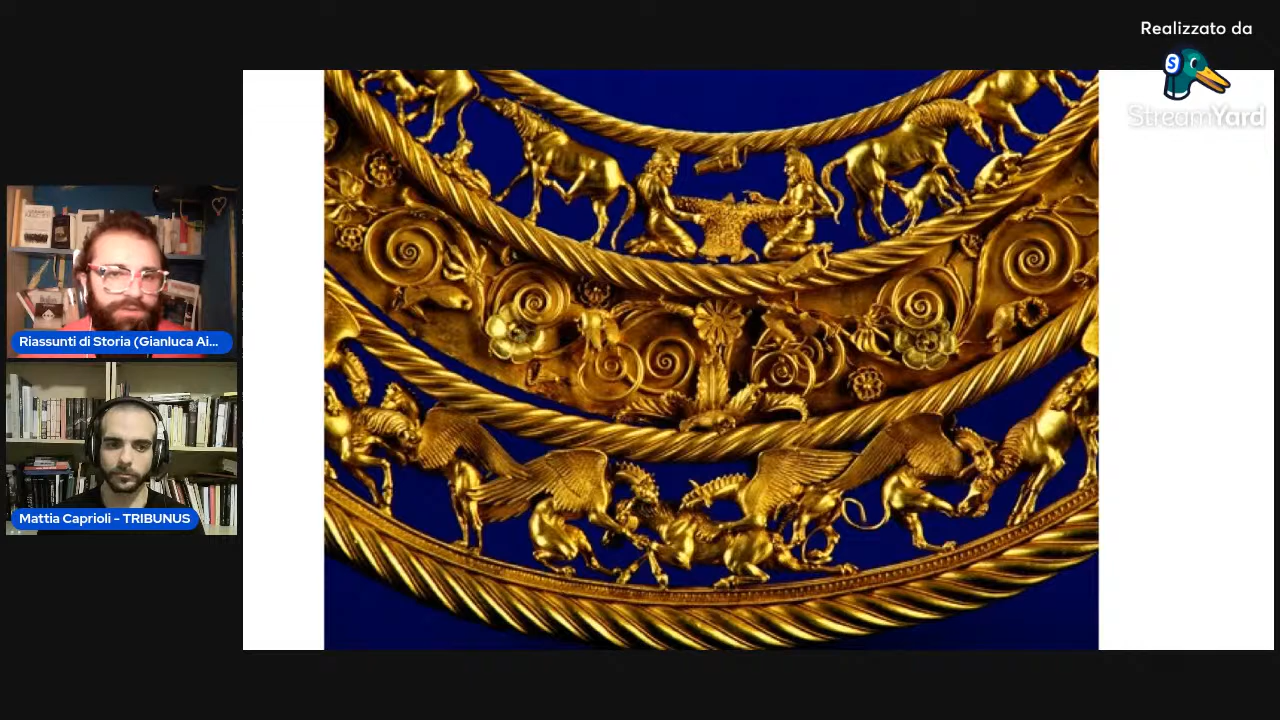 Realizzato da
S
StreamYard
Riassunti di Storia (Gianluca Ai...
Mattia Caprioli - TRIBUNUS